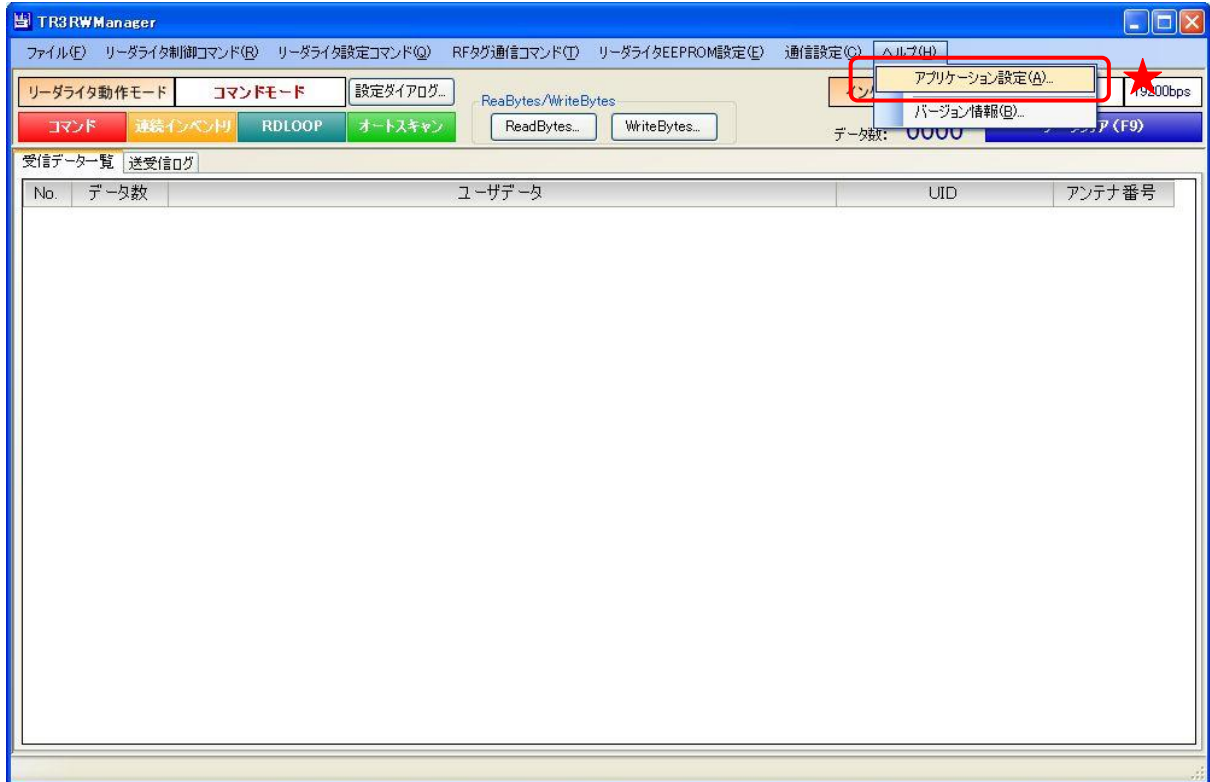 TR3RWManager
ファイル(F) リーダライタ制御コマンド(R) リーダライタ設定コマンド(Q) RFタグ通信コマンド(T) リーダライタEEPROM設定(E) 通信設定(C) ヘルプ(H)
アプリケーション設定(A)...
バージョン情報(B)...
リーダライタ動作モード コマンドモード 設定ダイアログ... 19200bps
ReaBytes/WriteBytes
コマンド 連続インベントリ RDLOOP オートスキャン ReadBytes... WriteBytes... データ数: 0000 (F9)
受信データ一覧 送受信ログ
No. データ数 ユーザデータ UID アンテナ番号